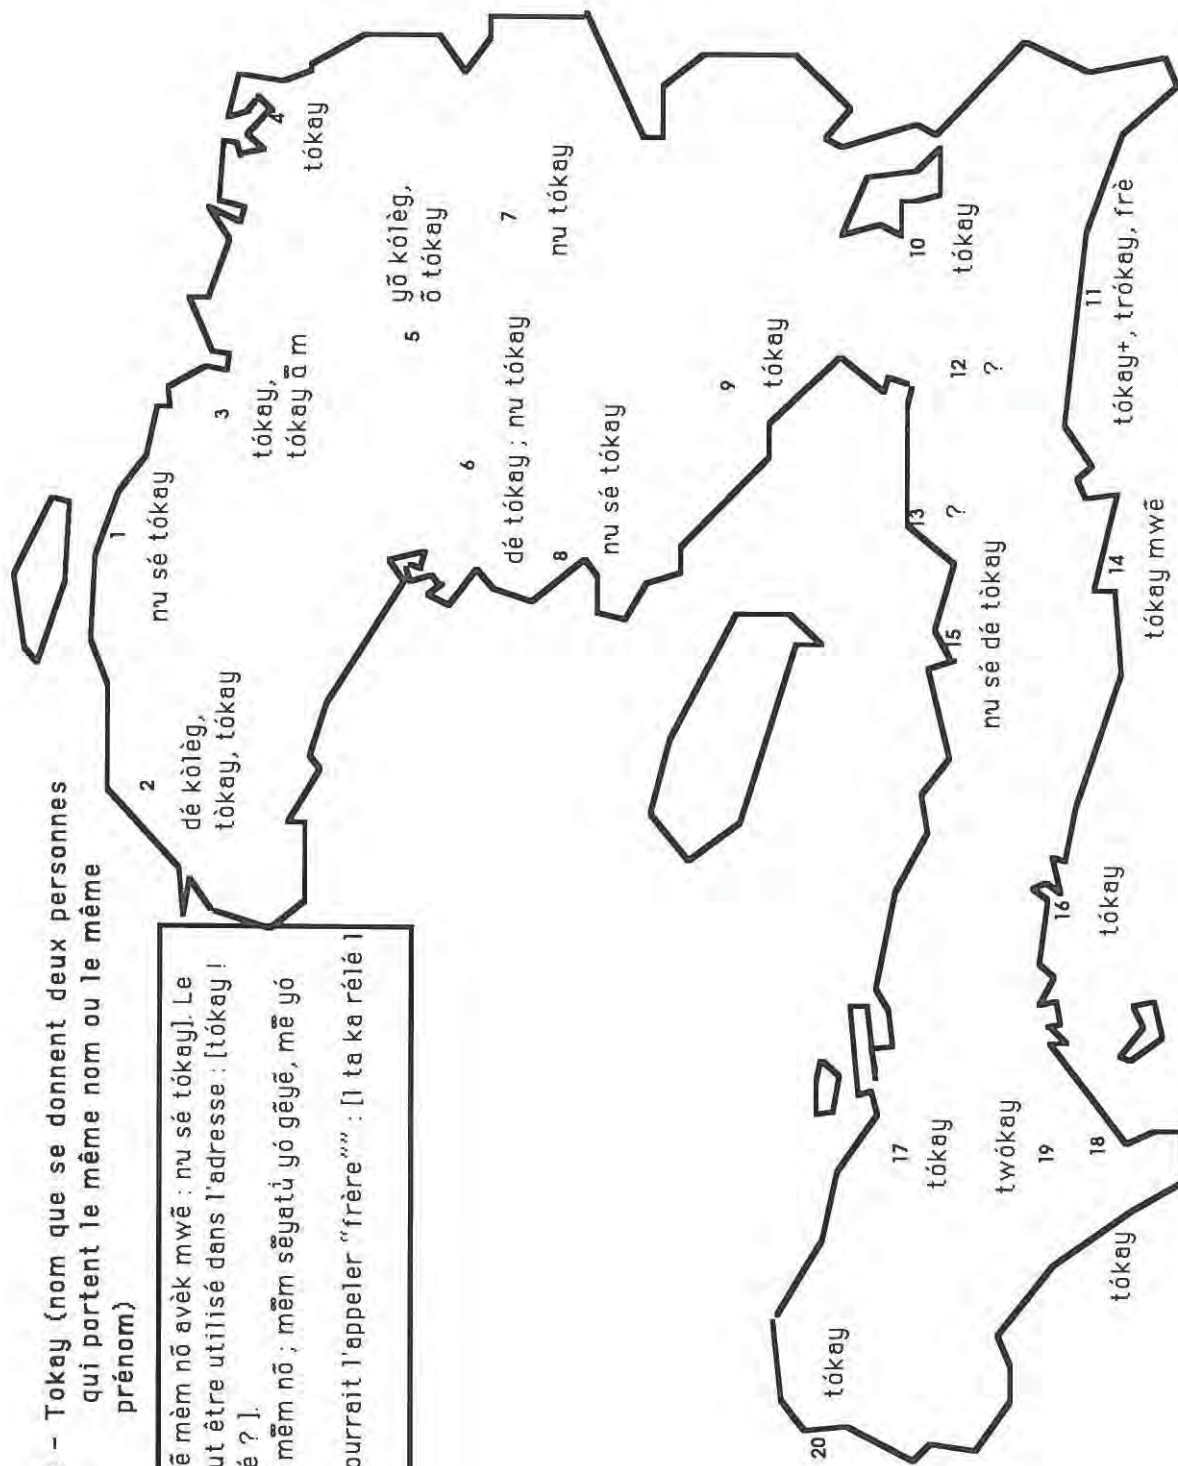 – Tokay (nom que se donnent deux personnes
qui portent le même nom ou le même
prénom)
mèm nõ avèk mwẽ : nu sé tókay]. Le
être utilisé dans l'adresse : [tókay !
? ].
mẽm nõ ; mẽm sẽyatù yó gẽyẽ, mẽ yó
l'appeler "frère"" : [l ta ka rélé l
1
nu sé tókay
2
dé kòlèg,
tòkay, tókay
3
tókay,
tókay ã m
4
tókay
5
yõ kólèg,
õ tókay
6
dé tókay ; nu tókay
7
nu tókay
8
nu sé tókay
9
tókay
10
tókay
11
tókay+, trókay, frè
12
?
13
?
14
tókay mwẽ
15
nu sé dé tòkay
16
tókay
17
tókay
18
tókay
19
twókay
20
tókay